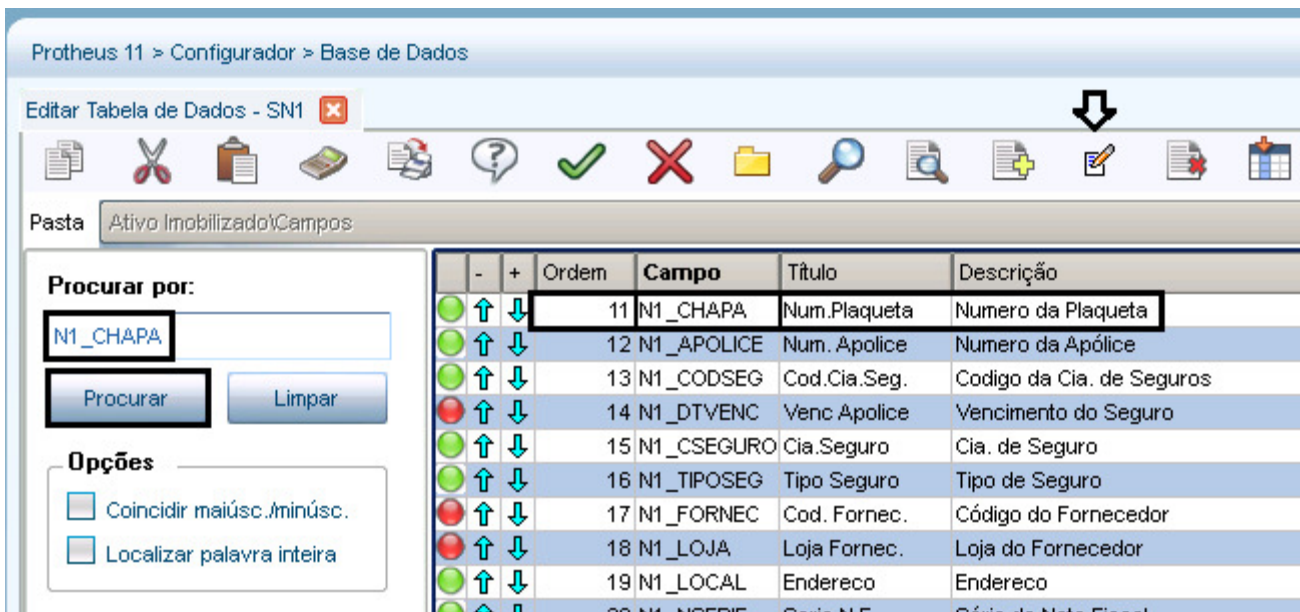 Protheus 11 > Configurador > Base de Dados
Editar Tabela de Dados - SN1
Pasta Ativo Imobilizado\Campos
Procurar por:
N1_CHAPA
Procurar Limpar
Opções
Coincidir maiúsc./minúsc.
Localizar palavra inteira
- + Ordem Campo Título Descrição
11 N1_CHAPA Num.Plaqueta Numero da Plaqueta
12 N1_APOLICE Num. Apolice Numero da Apólice
13 N1_CODSEG Cod.Cia.Seg. Codigo da Cia. de Seguros
14 N1_DTVENC Venc Apolice Vencimento do Seguro
15 N1_CSEGURO Cia.Seguro Cia. de Seguro
16 N1_TIPOSEG Tipo Seguro Tipo de Seguro
17 N1_FORNEC Cod. Fornec. Código do Fornecedor
18 N1_LOJA Loja Fornec. Loja do Fornecedor
19 N1_LOCAL Endereco Endereco